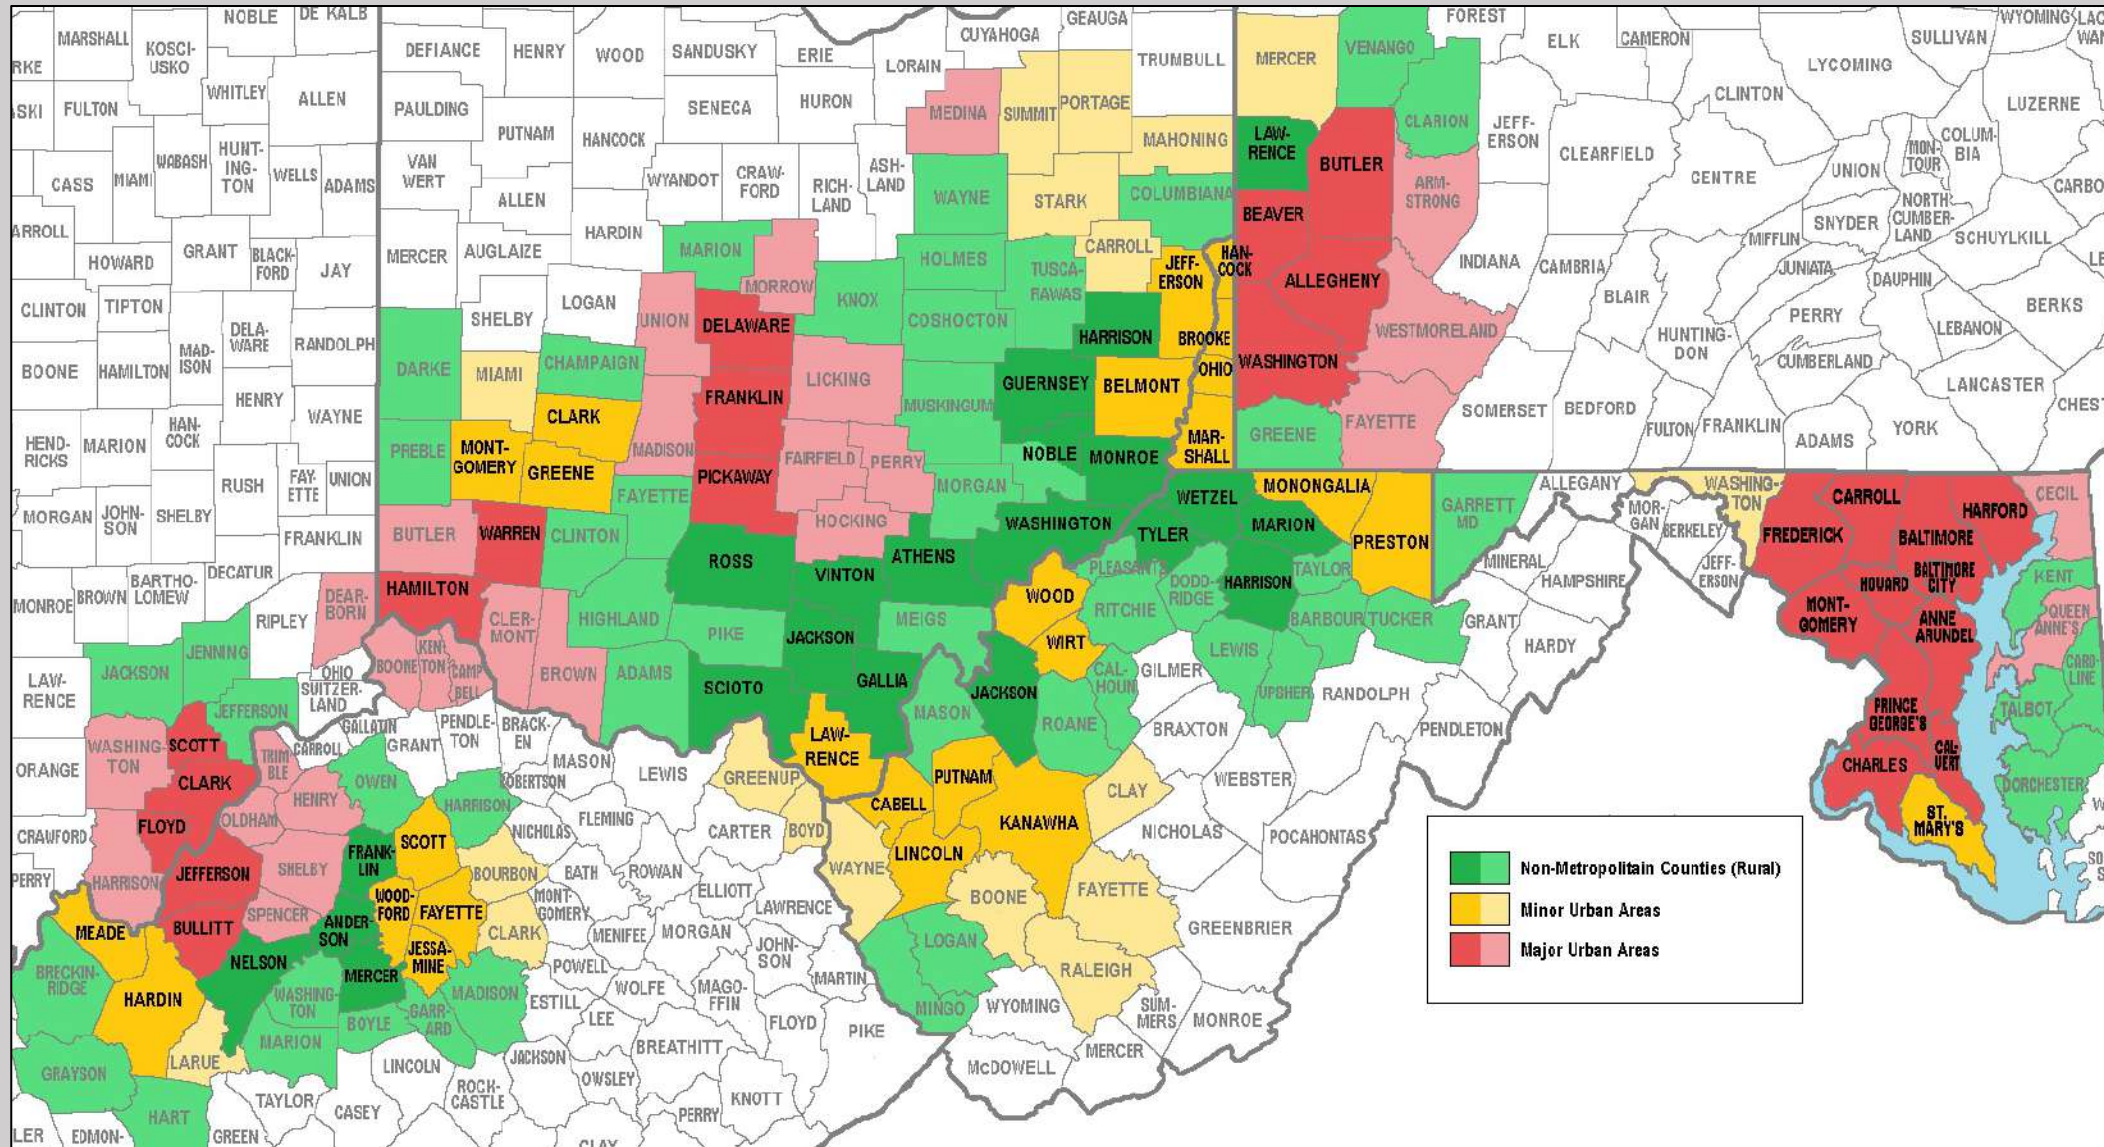 NOBLE
DE KALB
MARSHALL
KOSCI-
USKO
WHITLEY
ALLEN
FULTON
WABASH
HUNT-
ING-
TON
WELLS
ADAMS
CASS
MIAMI
HOWARD
GRANT
BLACK-
FORD
JAY
CLINTON
TIPTON
DELA-
WARE
RANDOLPH
MAD-
ISON
BOONE
HAMILTON
HENRY
WAYNE
HEND-
RICKS
MARION
HAN-
COCK
RUSH
FAY-
ETTE
UNION
MORGAN
JOHN-
SON
SHELBY
FRANKLIN
MONROE
BROWN
BARTHO-
LOMEW
DECATUR
RIPLEY
DEAR-
BORN
LAW-
RENCE
JACKSON
JENNING
JEFFERSON
OHIO
SUITZER-
LAND
ORANGE
WASHING-
TON
SCOTT
CLARK
FLOYD
CRAWFORD
HARRISON
PERRY
DEFIANCE
HENRY
WOOD
SANDUSKY
ERIE
LORAIN
CUYAHOGA
GEAUGA
TRUMBULL
PAULDING
PUTNAM
HANCOCK
SENECA
HURON
MEDINA
SUMMIT
PORTAGE
MAHONING
VAN
WERT
ALLEN
WYANDOT
CRAW-
FORD
RICH-
LAND
ASH-
LAND
WAYNE
STARK
COLUMBIANA
MERCER
AUGLAIZE
HARDIN
MARION
MORROW
HOLMES
TUSCA-
RAWAS
CARROLL
JEFF-
ERSON
SHELBY
LOGAN
UNION
DELAWARE
KNOX
COSHOCTON
HARRISON
DARKE
MIAMI
CHAMPAIGN
CLARK
MADISON
FRANKLIN
LICKING
MUSKINGUM
GUERNSEY
BELMONT
PREBLE
MONT-
GOMERY
GREENE
FAYETTE
PICKAWAY
FAIRFIELD
PERRY
MORGAN
NOBLE
MONROE
BUTLER
WARREN
CLINTON
ROSS
HOCKING
VINTON
ATHENS
WASHINGTON
HAMILTON
CLER-
MONT
BROWN
HIGHLAND
ADAMS
PIKE
SCIOTO
JACKSON
MEIGS
GALLIA
LAW-
RENCE
BOONE
KEN-
TON
CAMP
BELL
GALLATIN
CARROLL
TRIM
BLE
GRANT
PENDLE-
TON
BRACK-
EN
MASON
LEWIS
GREENUP
BOYD
CARTER
OWEN
HARRISON
ROBERTSON
NICHOLAS
FLEMING
HENRY
OLDHAM
SHELBY
FRANK-
LIN
SCOTT
BOURBON
BATH
ROWAN
ELLIOTT
LAWRENCE
JEFFERSON
BULLITT
SPENCER
ANDER-
SON
WOOD-
FORD
FAYETTE
CLARK
MONT-
GOMERY
MENIFEE
MORGAN
JOHN-
SON
MARTIN
MEADE
BRECKIN-
RIDGE
HARDIN
NELSON
WASHING-
TON
MERCER
JESSA-
MINE
MADISON
POWELL
ESTILL
WOLFE
MAGO-
FFIN
FLOYD
PIKE
LARUE
MARION
BOYLE
GARR-
ARD
LEE
BREATHITT
JACKSON
OWSLEY
GRAYSON
HART
GREEN
TAYLOR
CASEY
LINCOLN
ROCK-
CASTLE
PERRY
KNOTT
EDMON-
HAN-
COCK
BROOKE
OHIO
MAR-
SHALL
WETZEL
MONONGALIA
MARION
PRESTON
TYLER
PLEASANTS
DODD-
RIDGE
HARRISON
TAYLOR
WOOD
RITCHIE
BARBOUR
TUCKER
WIRT
JACKSON
CAL-
HOUN
GILMER
LEWIS
UPSHER
RANDOLPH
PENDLETON
MASON
ROANE
BRAXTON
WEBSTER
PUTNAM
CABELL
KANAWHA
CLAY
NICHOLAS
POCAHONTAS
WAYNE
LINCOLN
BOONE
FAYETTE
GREENBRIER
LOGAN
MINGO
WYOMING
RALEIGH
SUM-
MERS
MONROE
McDOWELL
MERCER
GRANT
HARDY
MINERAL
HAMPSHIRE
MOR-
GAN
BERKELEY
JEFF-
ERSON
MERCER
VENANGO
FOREST
ELK
CAMERON
CLARION
JEFF-
ERSON
CLEARFIELD
CLINTON
LYCOMING
SULLIVAN
WYOMING
LUZERNE
LAW-
RENCE
BUTLER
ARM-
STRONG
INDIANA
CENTRE
UNION
MON-
TOUR
COLUM-
BIA
NORTH-
CUMBER-
LAND
SNYDER
MIFFLIN
JUNIATA
SCHUYLKILL
BEAVER
ALLEGHENY
WESTMORELAND
CAMBRIA
BLAIR
HUNTING-
DON
PERRY
DAUPHIN
LEBANON
BERKS
WASHINGTON
GREENE
FAYETTE
SOMERSET
BEDFORD
FULTON
FRANKLIN
CUMBERLAND
ADAMS
YORK
LANCASTER
GARRETT
MD
ALLEGANY
WASHING-
TON
FREDERICK
CARROLL
BALTIMORE
HARFORD
CECIL
BALTIMORE
CITY
HOWARD
MONT-
GOMERY
ANNE
ARUNDEL
KENT
QUEEN
ANNE'S
CARO-
LINE
TALBOT
PRINCE
GEORGE'S
CAL-
VERT
CHARLES
ST.
MARY'S
DORCHESTER
Non-Metropolitain Counties (Rural)
Minor Urban Areas
Major Urban Areas